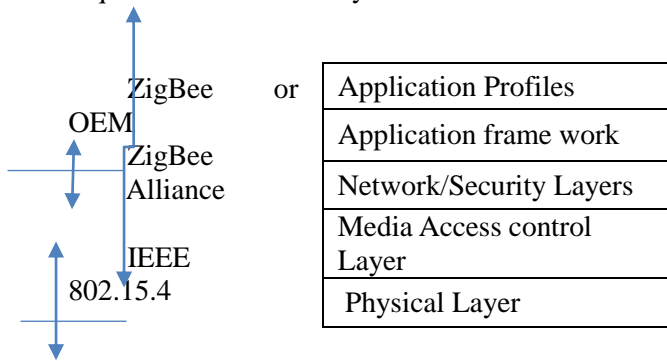 ZigBee or
OEM
ZigBee
Alliance
IEEE
802.15.4
Application Profiles
Application frame work
Network/Security Layers
Media Access control
Layer
Physical Layer